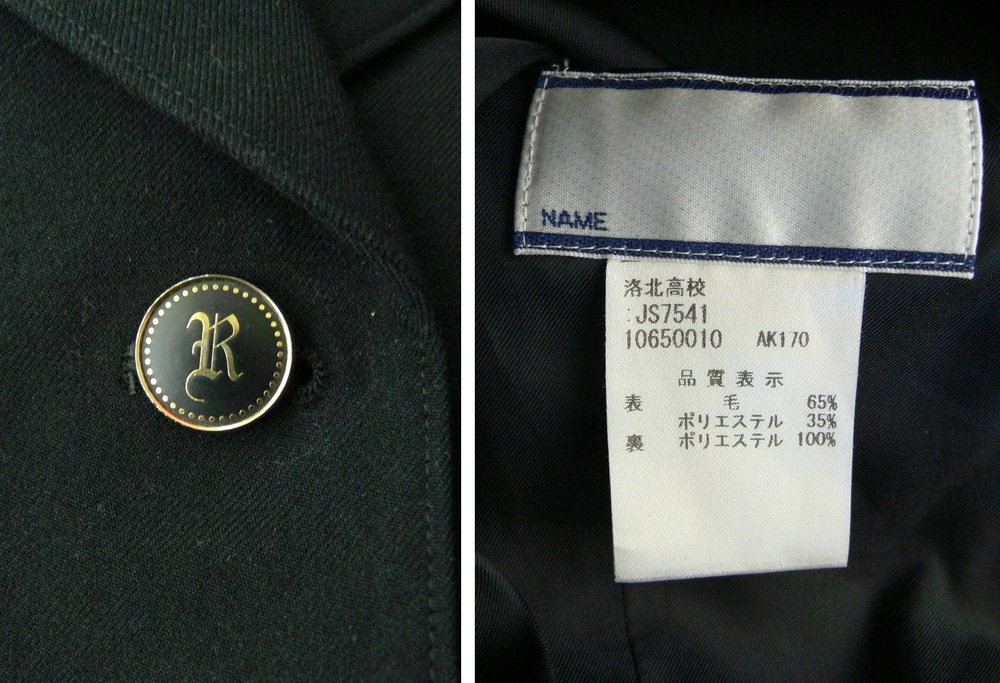 R
NAME
洛北高校
:JS7541
10650010 AK170
品質表示
表 毛 65%
ポリエステル 35%
裏 ポリエステル 100%